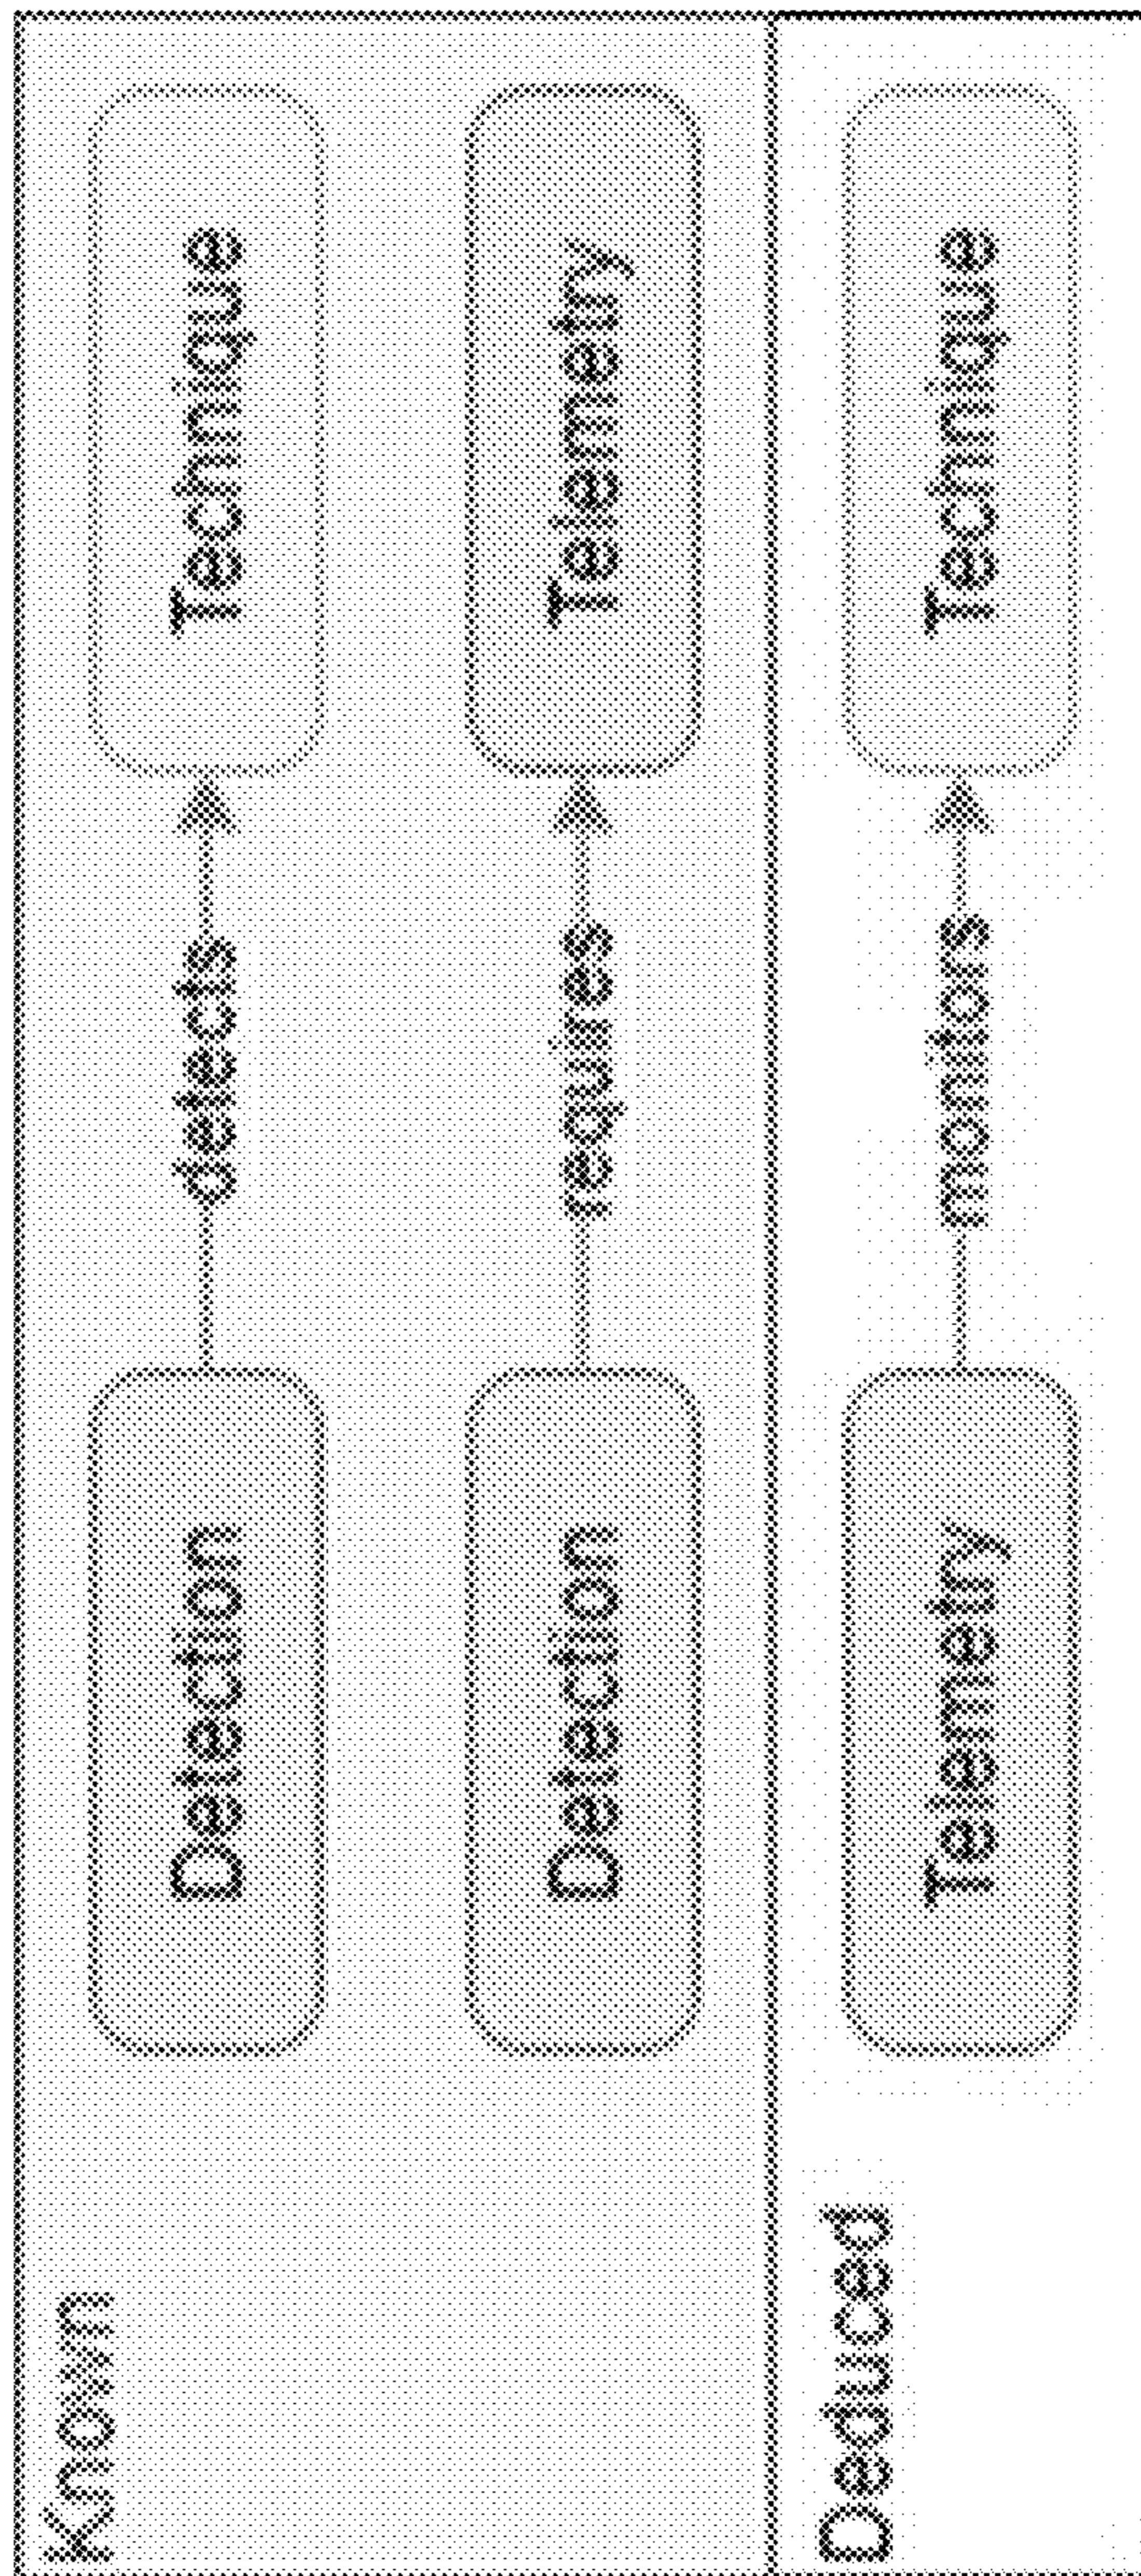 Known
Detection detects Technique
Detection requires Telemetry
Deduced
Telemetry monitors Technique